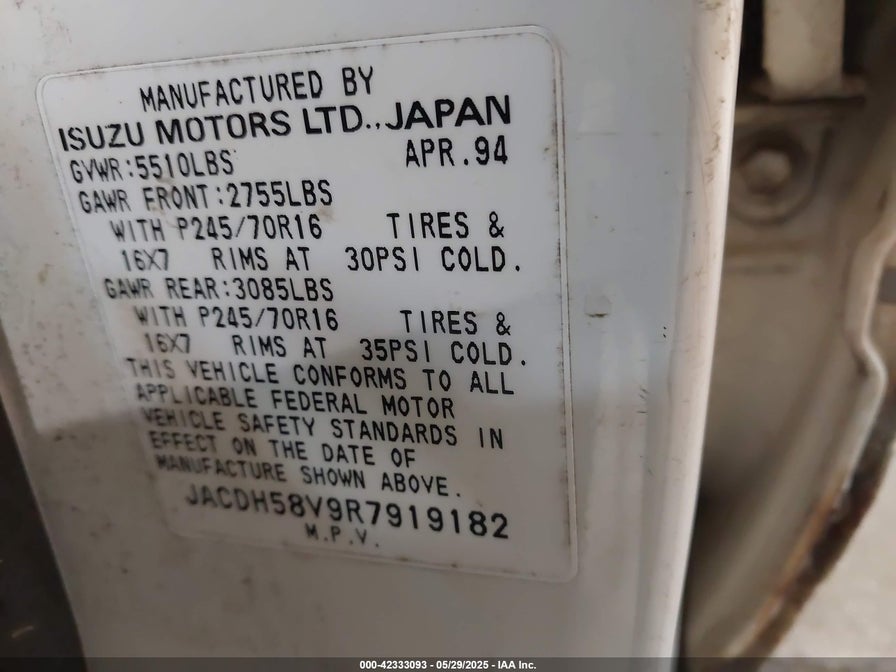 MANUFACTURED BY
ISUZU MOTORS LTD., JAPAN
GVWR:5510LBS APR.94
GAWR FRONT:2755LBS
WITH P245/70R16 TIRES &
16X7 RIMS AT 30PSI COLD.
GAWR REAR:3085LBS
WITH P245/70R16 TIRES &
16X7 RIMS AT 35PSI COLD.
THIS VEHICLE CONFORMS TO ALL
APPLICABLE FEDERAL MOTOR
VEHICLE SAFETY STANDARDS IN
EFFECT ON THE DATE OF
MANUFACTURE SHOWN ABOVE.
JACDH58V9R7919182
M.P.V.
000-42333093 - 05/29/2025 - IAA Inc.